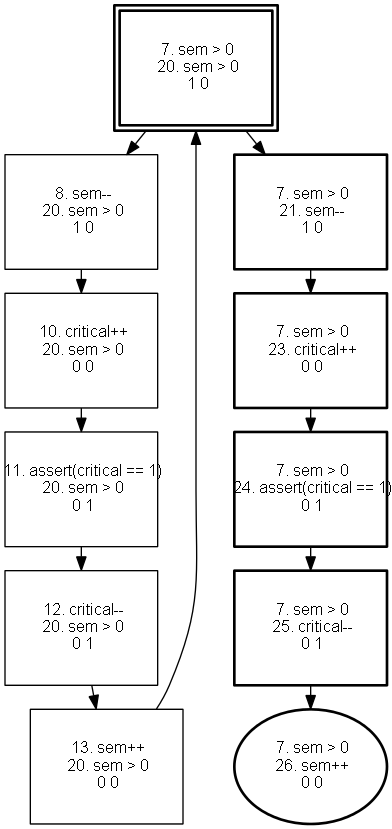 7. sem > 0
20. sem > 0
1 0
8. sem--
20. sem > 0
1 0
7. sem > 0
21. sem--
1 0
10. critical++
20. sem > 0
0 0
7. sem > 0
23. critical++
0 0
11. assert(critical == 1)
20. sem > 0
0 1
7. sem > 0
24. assert(critical == 1)
0 1
12. critical--
20. sem > 0
0 1
7. sem > 0
25. critical--
0 1
13. sem++
20. sem > 0
0 0
7. sem > 0
26. sem++
0 0